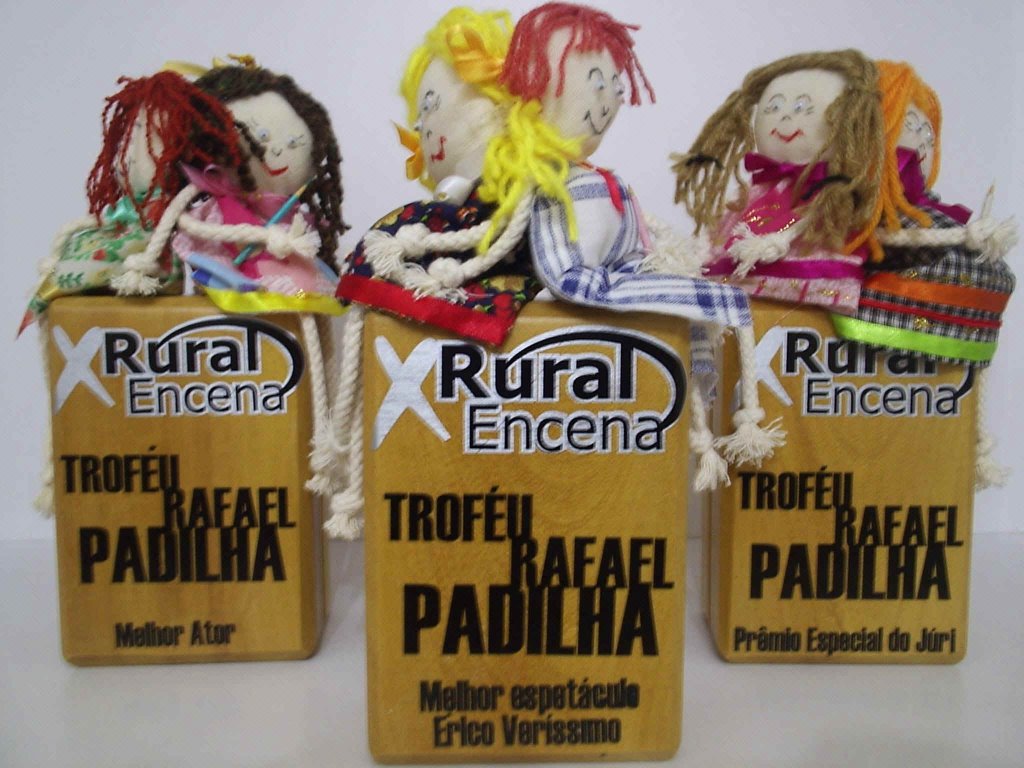 X Rural
Encena
TROFÉU
RAFAEL
PADILHA
Melhor Ator
X Rural
Encena
TROFÉU
RAFAEL
PADILHA
Melhor espetáculo
Erico Veríssimo
X Rural
Encena
TROFÉU
RAFAEL
PADILHA
Prêmio Especial do Júri